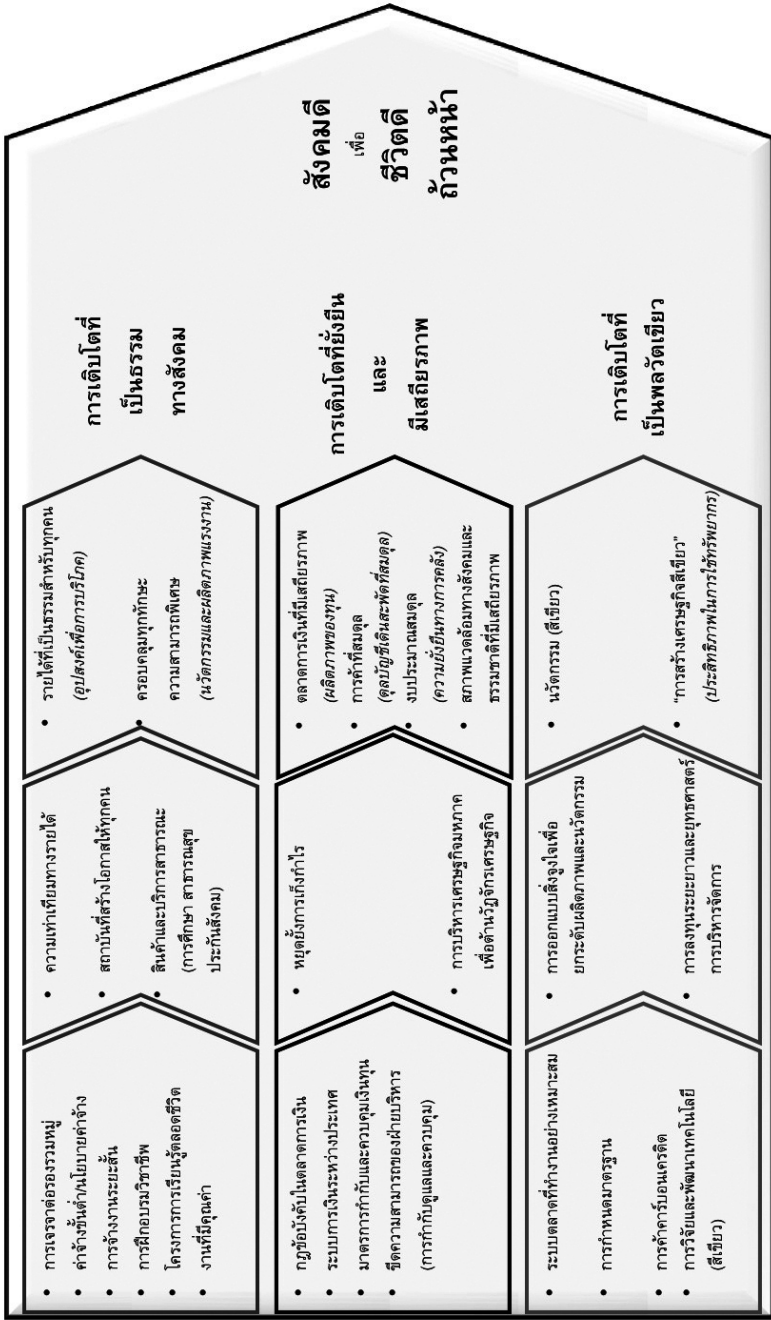 การเจรจาต่อรองรวมหมู่
ค่าจ้างขั้นต่ำ/นโยบายค่าจ้าง
การจ้างงานระยะสั้น
การฝึกอบรมวิชาชีพ
โครงการการเรียนรู้ตลอดชีวิต
งานที่มีคุณค่า
ความเท่าเทียมทางรายได้
สถาบันที่สร้างโอกาสให้ทุกคน
สินค้าและบริการสาธารณะ
(การศึกษา สาธารณสุข
ประกันสังคม)
รายได้ที่เป็นธรรมสำหรับทุกคน
(อุปสงค์เพื่อการบริโภค)
ครอบคลุมทุกทักษะ
ความสามารถพิเศษ
(นวัตกรรมและผลิตภาพแรงงาน)
การเติบโตที่
เป็นธรรม
ทางสังคม
กฎข้อบังคับในตลาดการเงิน
ระบบการเงินระหว่างประเทศ
มาตรการกำกับและควบคุมเงินทุน
ขีดความสามารถของฝ่ายบริหาร
(การกำกับดูแลและควบคุม)
หยุดยั้งการเก็งกำไร
การบริหารเศรษฐกิจมหภาค
เพื่อต้านวัฏจักรเศรษฐกิจ
ตลาดการเงินที่มีเสถียรภาพ
(ผลิตภาพของทุน)
การค้าที่สมดุล
(ดุลบัญชีเดินสะพัดที่สมดุล)
งบประมาณสมดุล
(ความยั่งยืนทางการคลัง)
สภาพแวดล้อมทางสังคมและ
ธรรมชาติที่มีเสถียรภาพ
การเติบโตที่ยั่งยืน
และ
มีเสถียรภาพ
ระบบตลาดที่ทำงานอย่างเหมาะสม
การกำหนดมาตรฐาน
การค้าคาร์บอนเครดิต
การวิจัยและพัฒนาเทคโนโลยี
(สีเขียว)
การออกแบบสิ่งจูงใจเพื่อ
ยกระดับผลิตภาพและนวัตกรรม
การลงทุนระยะยาวและยุทธศาสตร์
การบริหารจัดการ
นวัตกรรม (สีเขียว)
"การสร้างเศรษฐกิจสีเขียว"
(ประสิทธิภาพในการใช้ทรัพยากร)
การเติบโตที่
เป็นพลวัตเขียว
สังคมดี
เพื่อ
ชีวิตดี
ถ้วนหน้า